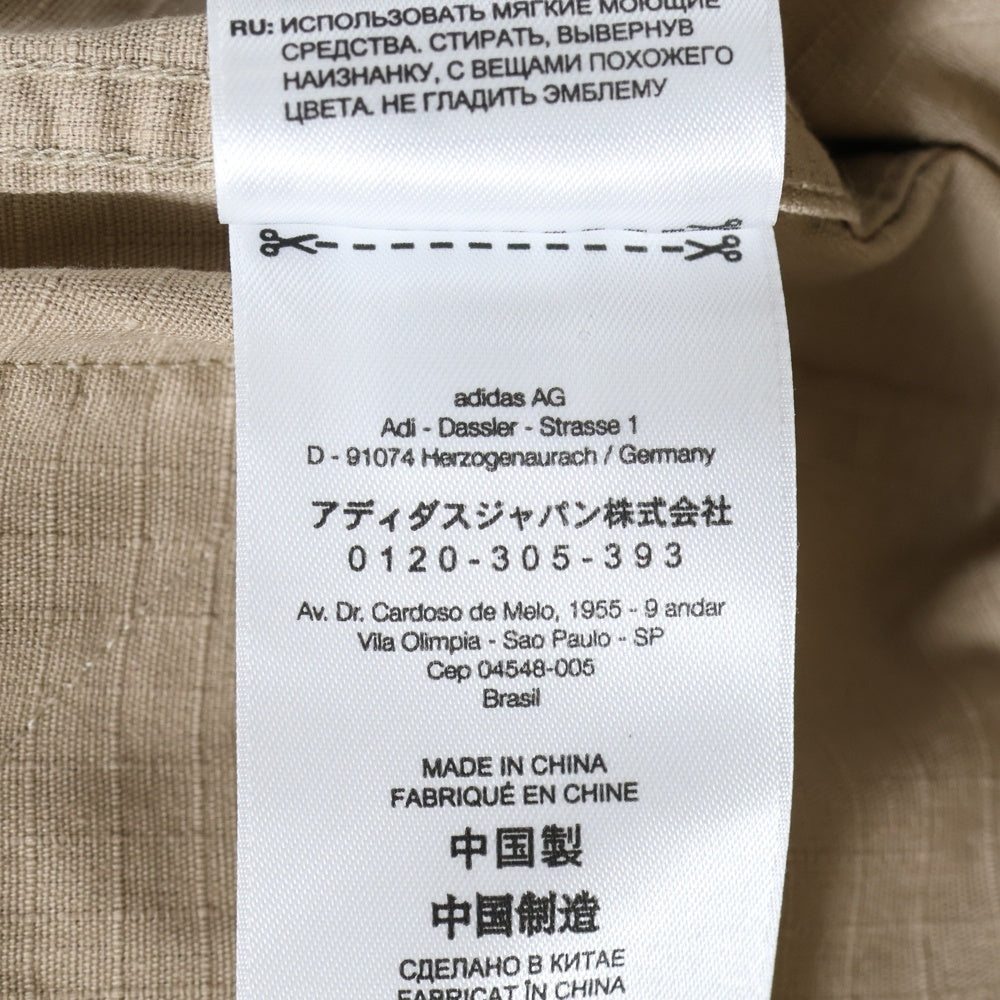 RU: ИСПОЛЬЗОВАТЬ МЯГКИЕ МОЮЩИЕ
СРЕДСТВА. СТИРАТЬ, ВЫВЕРНУВ
НАИЗНАНКУ, С ВЕЩАМИ ПОХОЖЕГО
ЦВЕТА. НЕ ГЛАДИТЬ ЭМБЛЕМУ
adidas AG
Adi - Dassler - Strasse 1
D - 91074 Herzogenaurach / Germany
アディダスジャパン株式会社
0120-305-393
Av. Dr. Cardoso de Melo, 1955 - 9 andar
Vila Olimpia - Sao Paulo - SP
Cep 04548-005
Brasil
MADE IN CHINA
FABRIQUÉ EN CHINE
中国製
中国制造
СДЕЛАНО В КИТАЕ
FABRICAT ÎN CHINA